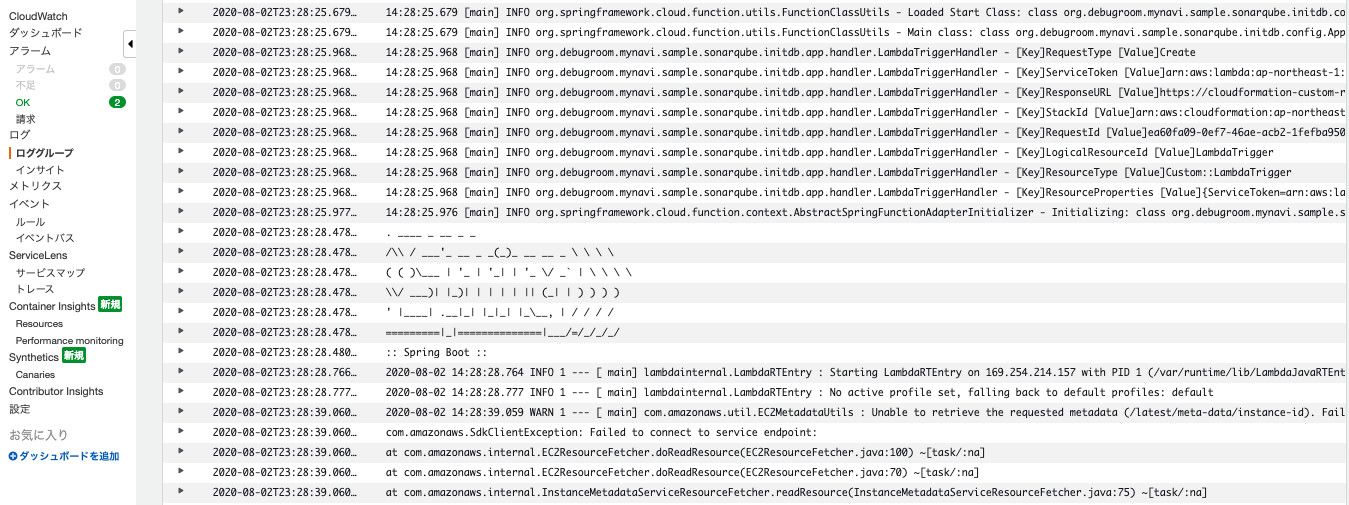 CloudWatch
ダッシュボード
アラーム
アラーム 0
不足 0
OK 2
請求
ログ
ロググループ
インサイト
メトリクス
イベント
ルール
イベントバス
ServiceLens
サービスマップ
トレース
Container Insights 新規
Resources
Performance monitoring
Synthetics 新規
Canaries
Contributor Insights
設定
お気に入り
ダッシュボードを追加
2020-08-02T23:28:25.679… 14:28:25.679 [main] INFO org.springframework.cloud.function.utils.FunctionClassUtils - Loaded Start Class: class org.debugroom.mynavi.sample.sonarqube.initdb.co
2020-08-02T23:28:25.679… 14:28:25.679 [main] INFO org.springframework.cloud.function.utils.FunctionClassUtils - Main class: class org.debugroom.mynavi.sample.sonarqube.initdb.config.App
2020-08-02T23:28:25.968… 14:28:25.968 [main] INFO org.debugroom.mynavi.sample.sonarqube.initdb.app.handler.LambdaTriggerHandler - [Key]RequestType [Value]Create
2020-08-02T23:28:25.968… 14:28:25.968 [main] INFO org.debugroom.mynavi.sample.sonarqube.initdb.app.handler.LambdaTriggerHandler - [Key]ServiceToken [Value]arn:aws:lambda:ap-northeast-1:
2020-08-02T23:28:25.968… 14:28:25.968 [main] INFO org.debugroom.mynavi.sample.sonarqube.initdb.app.handler.LambdaTriggerHandler - [Key]ResponseURL [Value]https://cloudformation-custom-r
2020-08-02T23:28:25.968… 14:28:25.968 [main] INFO org.debugroom.mynavi.sample.sonarqube.initdb.app.handler.LambdaTriggerHandler - [Key]StackId [Value]arn:aws:cloudformation:ap-northeast
2020-08-02T23:28:25.968… 14:28:25.968 [main] INFO org.debugroom.mynavi.sample.sonarqube.initdb.app.handler.LambdaTriggerHandler - [Key]RequestId [Value]ea60fa09-0ef7-46ae-acb2-1fefba950
2020-08-02T23:28:25.968… 14:28:25.968 [main] INFO org.debugroom.mynavi.sample.sonarqube.initdb.app.handler.LambdaTriggerHandler - [Key]LogicalResourceId [Value]LambdaTrigger
2020-08-02T23:28:25.968… 14:28:25.968 [main] INFO org.debugroom.mynavi.sample.sonarqube.initdb.app.handler.LambdaTriggerHandler - [Key]ResourceType [Value]Custom::LambdaTrigger
2020-08-02T23:28:25.968… 14:28:25.968 [main] INFO org.debugroom.mynavi.sample.sonarqube.initdb.app.handler.LambdaTriggerHandler - [Key]ResourceProperties [Value]{ServiceToken=arn:aws:la
2020-08-02T23:28:25.977… 14:28:25.976 [main] INFO org.springframework.cloud.function.context.AbstractSpringFunctionAdapterInitializer - Initializing: class org.debugroom.mynavi.sample.s
2020-08-02T23:28:28.478… . ____ _ __ _ _
2020-08-02T23:28:28.478… /\\ / ___'_ __ _ _(_)_ __ __ _ \ \ \ \
2020-08-02T23:28:28.478… ( ( )\___ | '_ | '_| | '_ \/ _` | \ \ \ \
2020-08-02T23:28:28.478… \\/ ___)| |_)| | | | | || (_| | ) ) ) )
2020-08-02T23:28:28.478… ' |____| .__|_| |_|_| |_\__, | / / / /
2020-08-02T23:28:28.478… =========|_|==============|___/=/_/_/_/
2020-08-02T23:28:28.480… :: Spring Boot ::
2020-08-02T23:28:28.766… 2020-08-02 14:28:28.764 INFO 1 --- [ main] lambdainternal.LambdaRTEntry : Starting LambdaRTEntry on 169.254.214.157 with PID 1 (/var/runtime/lib/LambdaJavaRTEnt
2020-08-02T23:28:28.777… 2020-08-02 14:28:28.777 INFO 1 --- [ main] lambdainternal.LambdaRTEntry : No active profile set, falling back to default profiles: default
2020-08-02T23:28:39.060… 2020-08-02 14:28:39.059 WARN 1 --- [ main] com.amazonaws.util.EC2MetadataUtils : Unable to retrieve the requested metadata (/latest/meta-data/instance-id). Fail
2020-08-02T23:28:39.060… com.amazonaws.SdkClientException: Failed to connect to service endpoint:
2020-08-02T23:28:39.060… at com.amazonaws.internal.EC2ResourceFetcher.doReadResource(EC2ResourceFetcher.java:100) ~[task/:na]
2020-08-02T23:28:39.060… at com.amazonaws.internal.EC2ResourceFetcher.doReadResource(EC2ResourceFetcher.java:70) ~[task/:na]
2020-08-02T23:28:39.060… at com.amazonaws.internal.InstanceMetadataServiceResourceFetcher.readResource(InstanceMetadataServiceResourceFetcher.java:75) ~[task/:na]